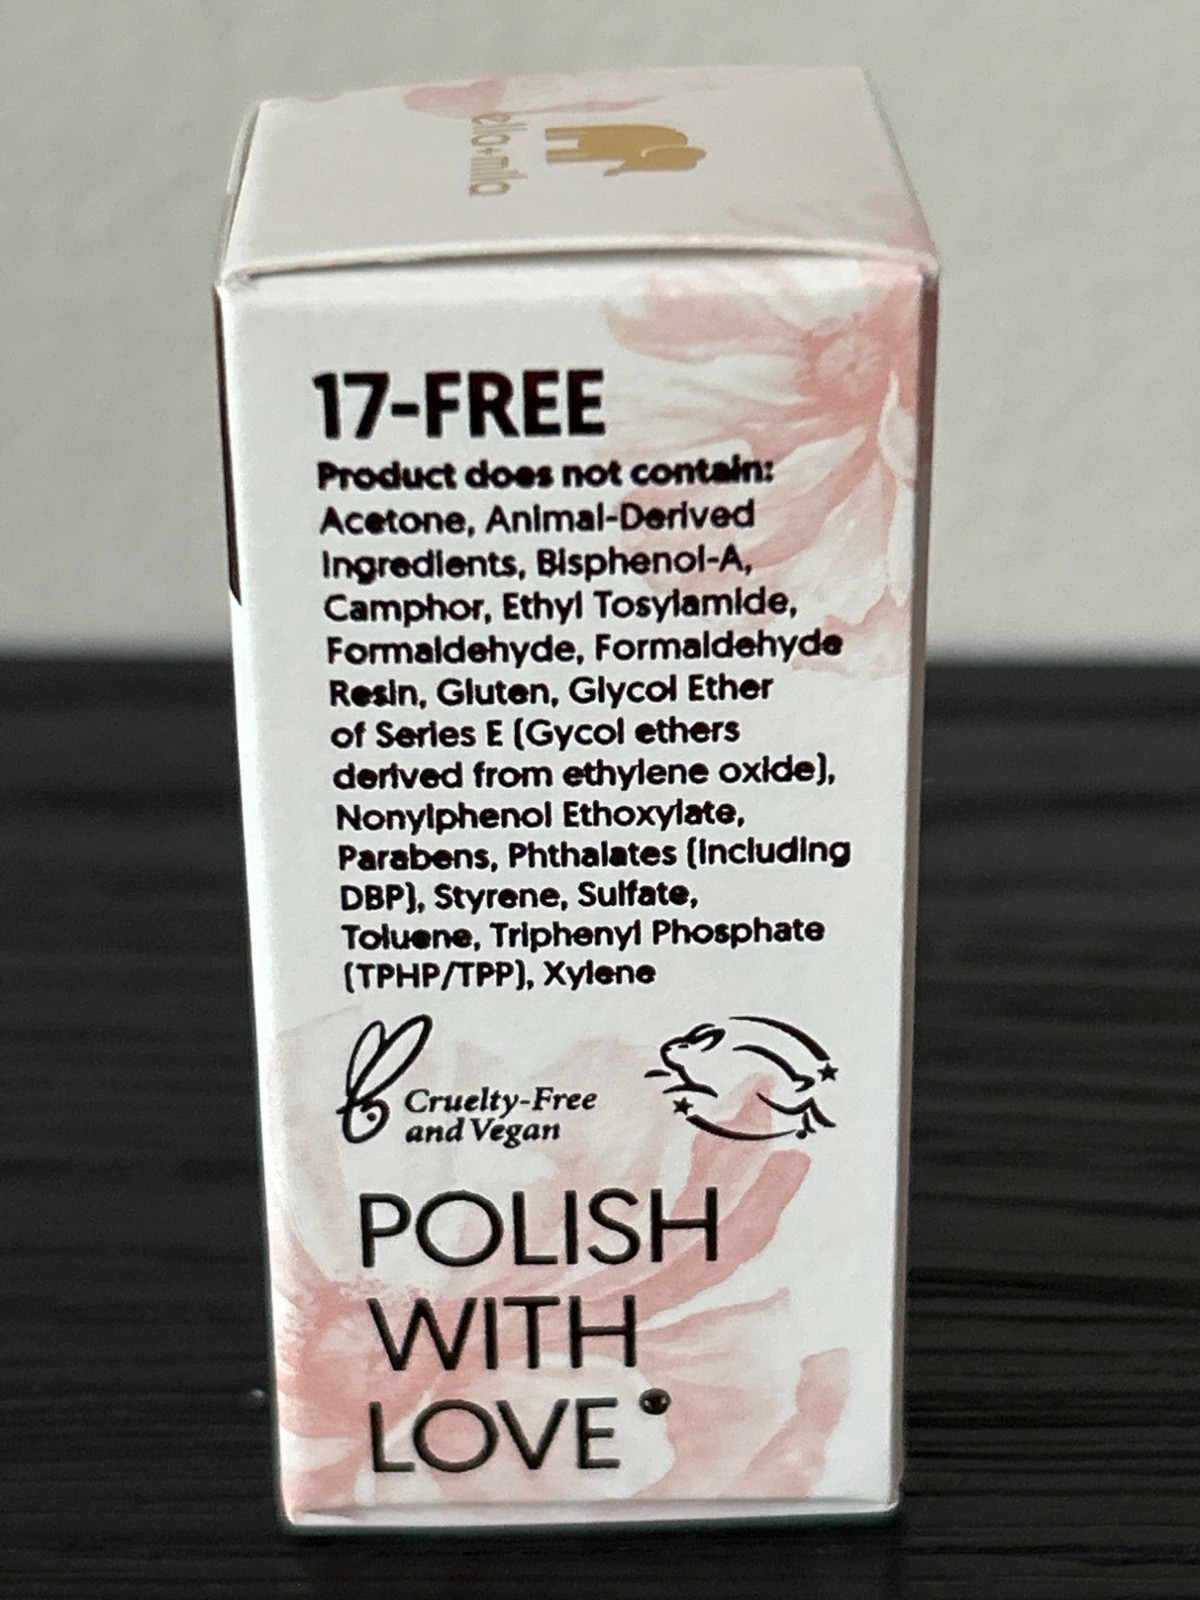 ella+mila
17-FREE
Product does not contain:
Acetone, Animal-Derived
Ingredients, Bisphenol-A,
Camphor, Ethyl Tosylamide,
Formaldehyde, Formaldehyde
Resin, Gluten, Glycol Ether
of Series E (Gycol ethers
derived from ethylene oxide),
Nonylphenol Ethoxylate,
Parabens, Phthalates (including
DBP), Styrene, Sulfate,
Toluene, Triphenyl Phosphate
(TPHP/TPP), Xylene
Cruelty-Free
and Vegan
POLISH
WITH
LOVE